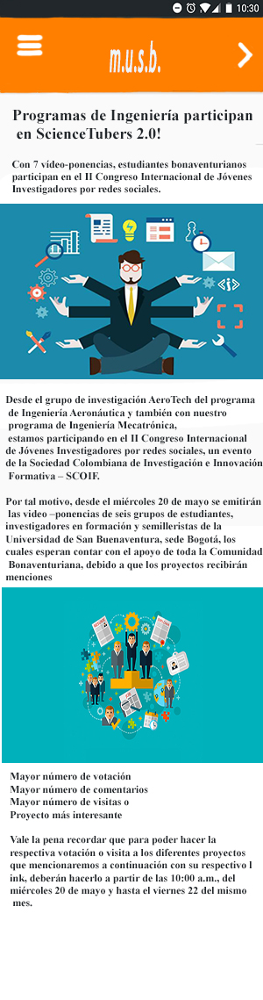 10:30
m.u.s.b.
Programas de Ingeniería participan
en ScienceTubers 2.0!
Con 7 vídeo-ponencias, estudiantes bonaventurianos
participan en el II Congreso Internacional de Jóvenes
Investigadores por redes sociales.
Desde el grupo de investigación AeroTech del programa
de Ingeniería Aeronáutica y también con nuestro
programa de Ingeniería Mecatrónica,
estamos participando en el II Congreso Internacional
de Jóvenes Investigadores por redes sociales, un evento
de la Sociedad Colombiana de Investigación e Innovación
Formativa – SCOIF.
Por tal motivo, desde el miércoles 20 de mayo se emitirán
las video –ponencias de seis grupos de estudiantes,
investigadores en formación y semilleristas de la
Universidad de San Buenaventura, sede Bogotá, los
cuales esperan contar con el apoyo de toda la Comunidad
Bonaventuriana, debido a que los proyectos recibirán
menciones
Mayor número de votación
Mayor número de comentarios
Mayor número de visitas o
Proyecto más interesante
Vale la pena recordar que para poder hacer la
respectiva votación o visita a los diferentes proyectos
que mencionaremos a continuación con su respectivo l
ink, deberán hacerlo a partir de las 10:00 a.m., del
miércoles 20 de mayo y hasta el viernes 22 del mismo
mes.